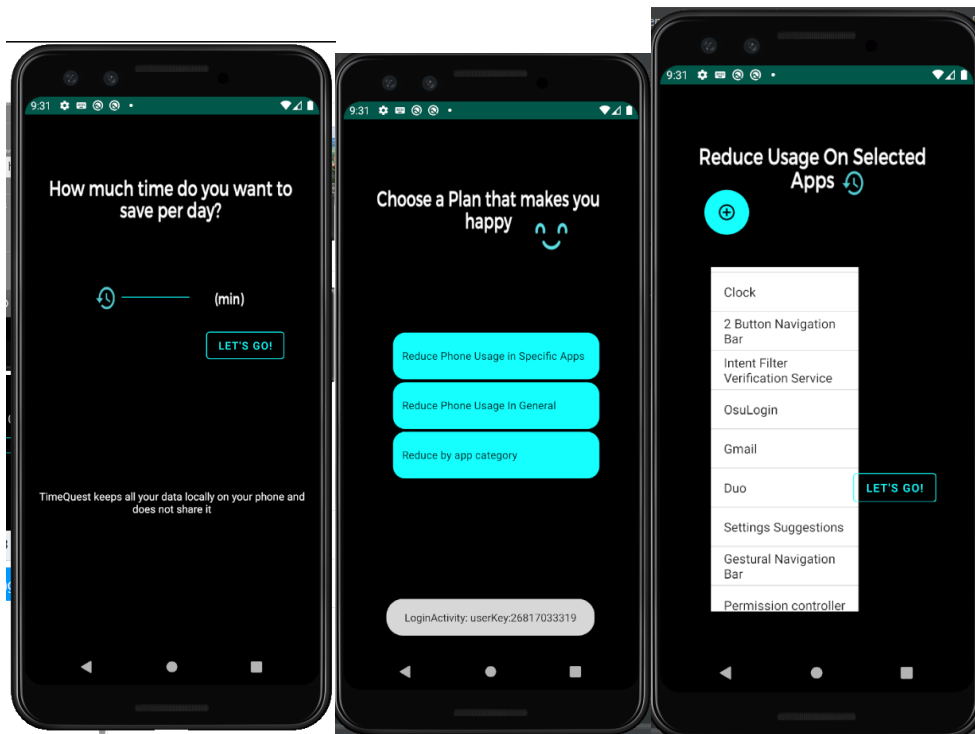 9:31
How much time do you want to
save per day?
(min)
LET'S GO!
TimeQuest keeps all your data locally on your phone and
does not share it
9:31
Choose a Plan that makes you
happy
Reduce Phone Usage in Specific Apps
Reduce Phone Usage In General
Reduce by app category
LoginActivity: userKey:26817033319
9:31
Reduce Usage On Selected
Apps
Clock
2 Button Navigation
Bar
Intent Filter
Verification Service
OsuLogin
Gmail
Duo
LET'S GO!
Settings Suggestions
Gestural Navigation
Bar
Permission controller